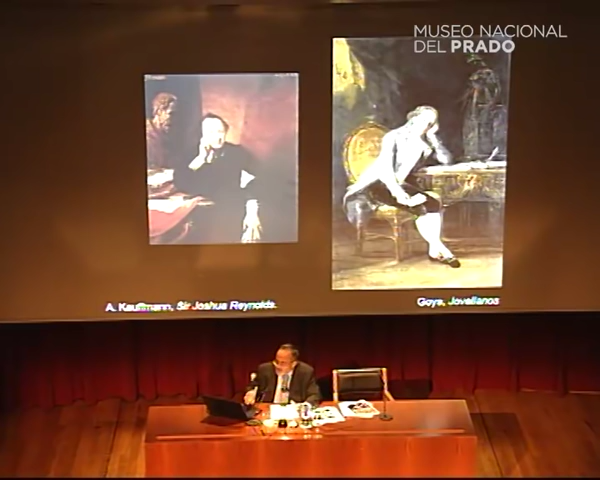 MUSEO NACIONAL
DEL PRADO
A. Kauffmann, Sir Joshua Reynolds.
Goya, Jovellanos